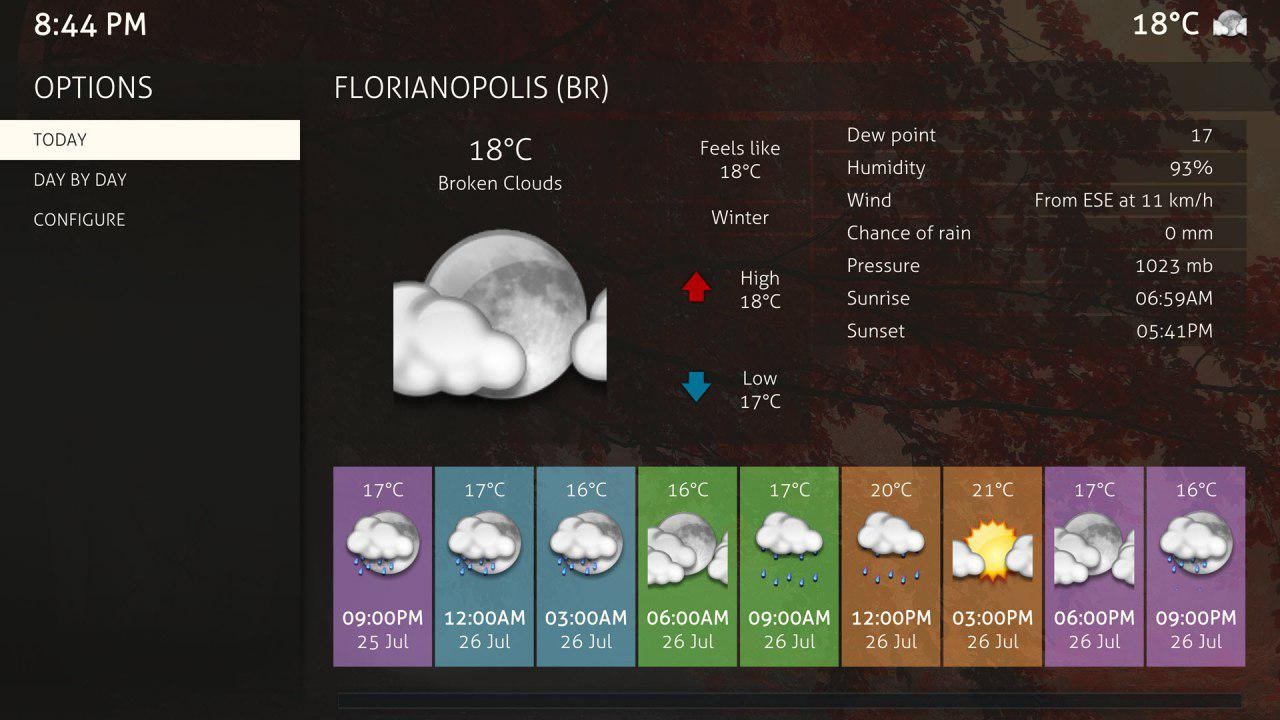 8:44 PM
18°C
OPTIONS
TODAY
DAY BY DAY
CONFIGURE
FLORIANOPOLIS (BR)
18°C
Broken Clouds
Feels like
18°C
Winter
High
18°C
Low
17°C
Dew point 17
Humidity 93%
Wind From ESE at 11 km/h
Chance of rain 0 mm
Pressure 1023 mb
Sunrise 06:59AM
Sunset 05:41PM
17°C
09:00PM
25 Jul
17°C
12:00AM
26 Jul
16°C
03:00AM
26 Jul
16°C
06:00AM
26 Jul
17°C
09:00AM
26 Jul
20°C
12:00PM
26 Jul
21°C
03:00PM
26 Jul
17°C
06:00PM
26 Jul
16°C
09:00PM
26 Jul